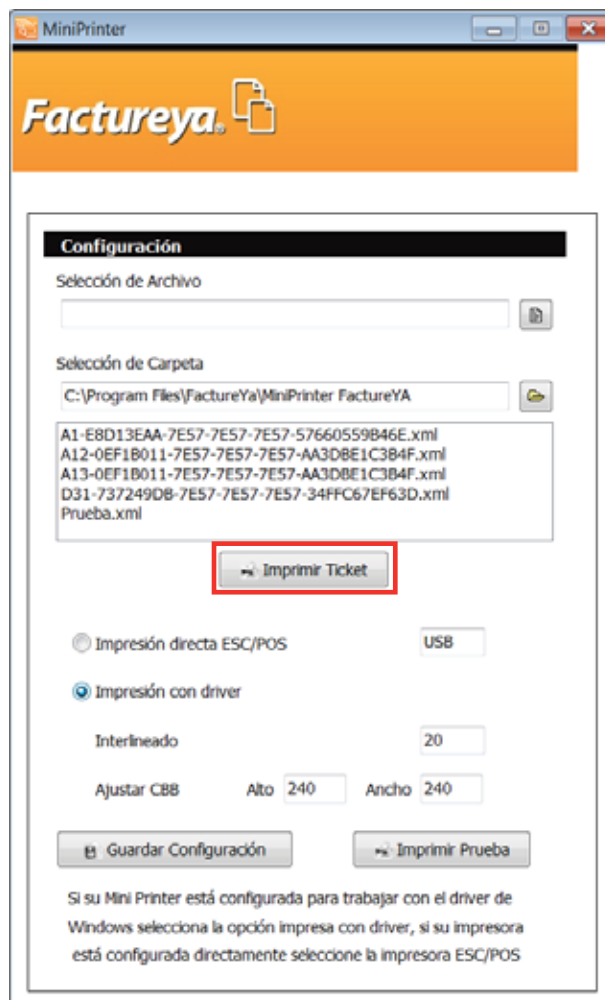 MiniPrinter
Factureya®
Configuración
Selección de Archivo
Selección de Carpeta
C:\Program Files\FactureYa\MiniPrinter FactureYA
A1-E8D13EAA-7E57-7E57-7E57-57660559B46E.xml
A12-0EF1B011-7E57-7E57-7E57-AA3DBE1C3B4F.xml
A13-0EF1B011-7E57-7E57-7E57-AA3DBE1C3B4F.xml
D31-737249DB-7E57-7E57-7E57-34FFC67EF63D.xml
Prueba.xml
Imprimir Ticket
Impresión directa ESC/POS USB
Impresión con driver
Interlineado 20
Ajustar CBB Alto 240 Ancho 240
Guardar Configuración Imprimir Prueba
Si su Mini Printer está configurada para trabajar con el driver de
Windows selecciona la opción impresa con driver, si su impresora
está configurada directamente seleccione la impresora ESC/POS